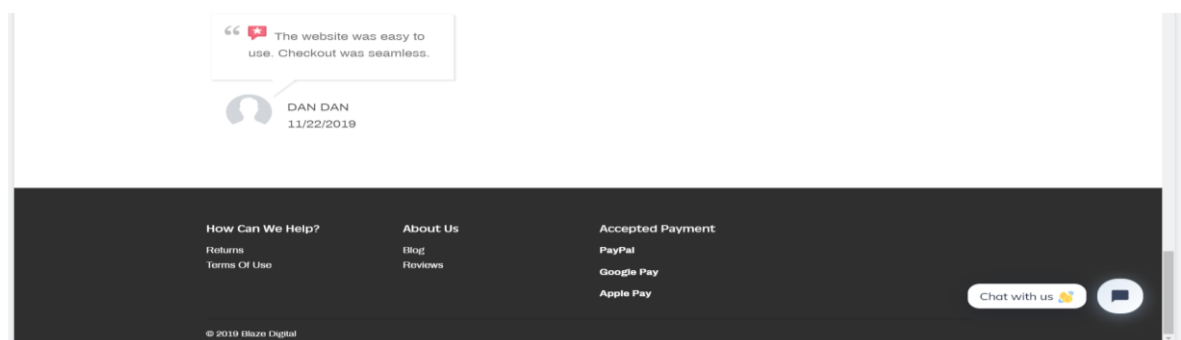 “ The website was easy to
use. Checkout was seamless.
DAN DAN
11/22/2019
How Can We Help?
Returns
Terms Of Use
About Us
Blog
Reviews
Accepted Payment
PayPal
Google Pay
Apple Pay
Chat with us 👋
© 2019 Blaze Digital